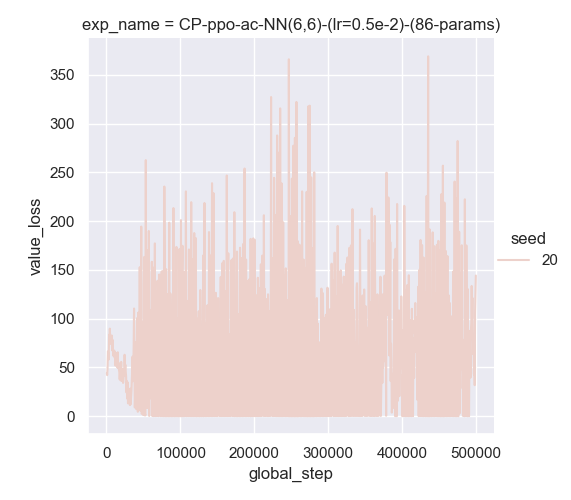 exp_name = CP-ppo-ac-NN(6,6)-(lr=0.5e-2)-(86-params)
350
300
250
200
150
100
50
0
value_loss
0 100000 200000 300000 400000 500000
global_step
seed
20